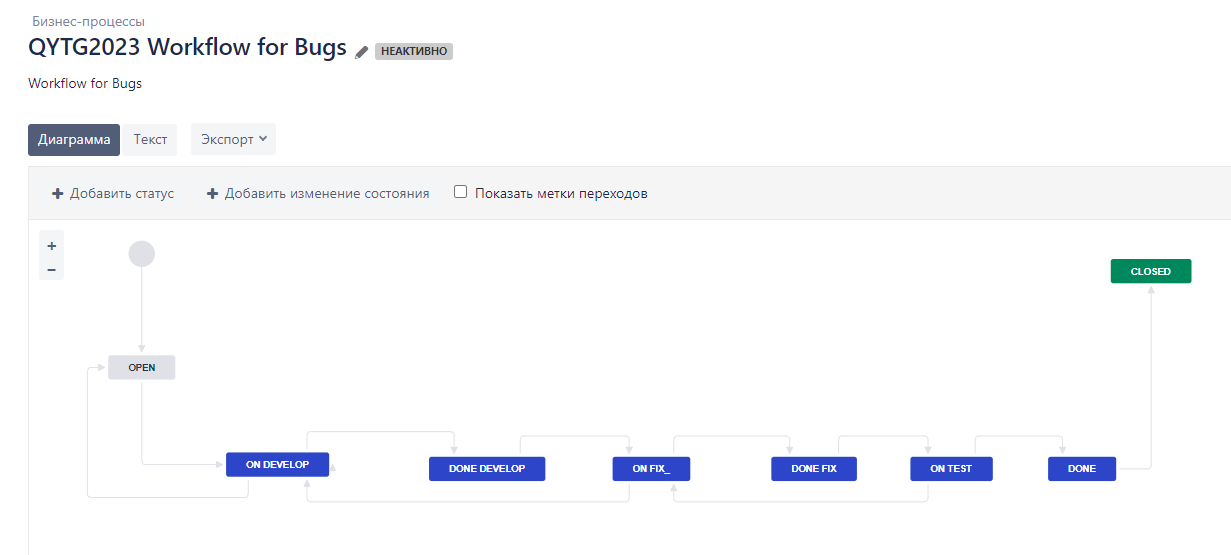 Бизнес-процессы
QYTG2023 Workflow for Bugs НЕАКТИВНО
Workflow for Bugs
Диаграмма Текст Экспорт
+ Добавить статус + Добавить изменение состояния Показать метки переходов
+
−
CLOSED
OPEN
ON DEVELOP DONE DEVELOP ON FIX_ DONE FIX ON TEST DONE